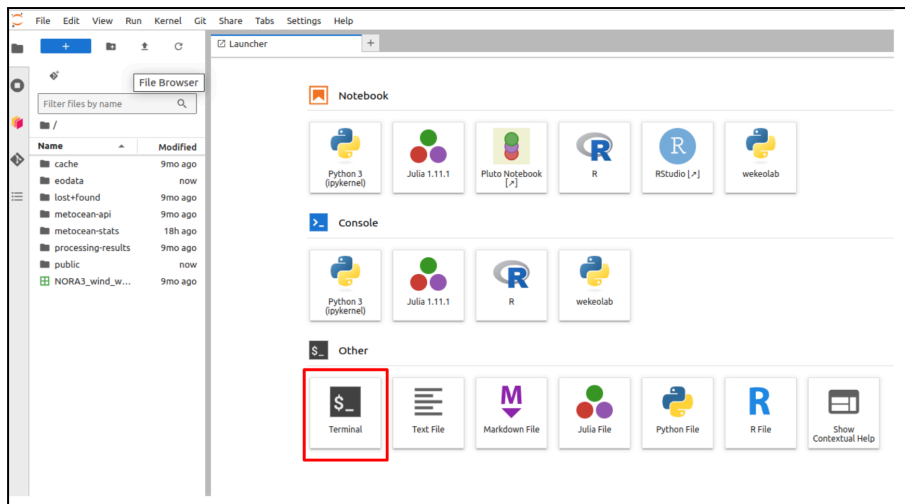 File Edit View Run Kernel Git Share Tabs Settings Help
+
Launcher
+
File Browser
Filter files by name
/
Name Modified
cache 9mo ago
eodata now
lost+found 9mo ago
metocean-api 9mo ago
metocean-stats 18h ago
processing-results 9mo ago
public now
NORA3_wind_w... 9mo ago
Notebook
Python 3
(ipykernel)
Julia 1.11.1
Pluto Notebook
[↗]
R
R
R
RStudio [↗]
wekeolab
>_ Console
Python 3
(ipykernel)
Julia 1.11.1
R
R
wekeolab
$_ Other
$_
Terminal
Text File
M
Markdown File
Julia File
Python File
R
R File
Show
Contextual Help